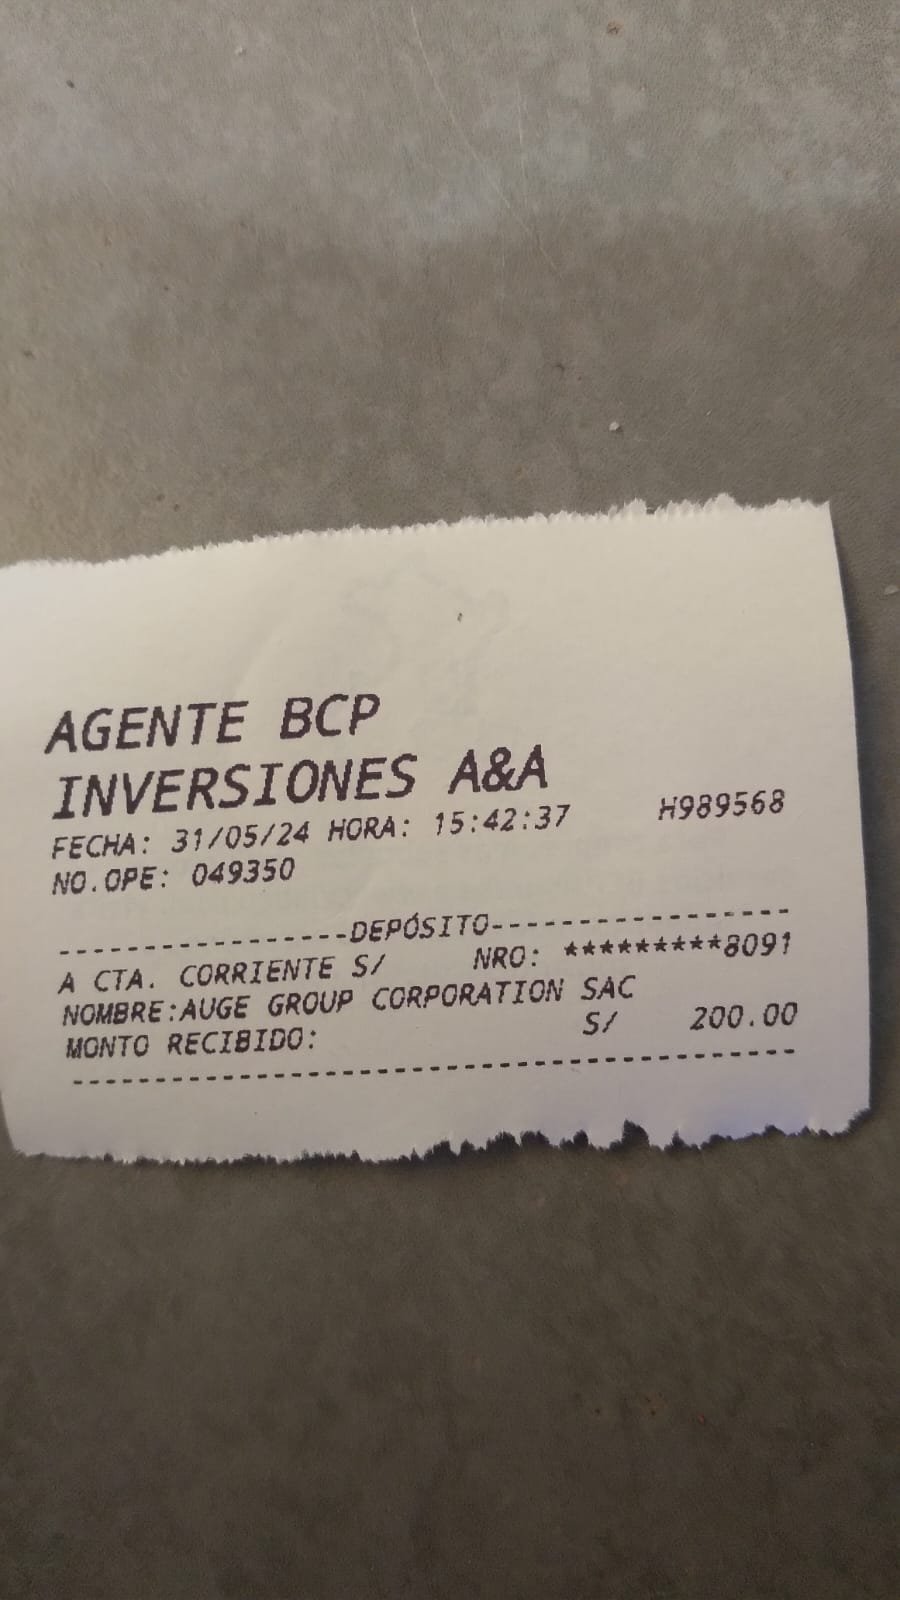 AGENTE BCP
INVERSIONES A&A
FECHA: 31/05/24 HORA: 15:42:37 H989568
NO.OPE: 049350
-----------------DEPÓSITO-----------------
A CTA. CORRIENTE S/ NRO: *********8091
NOMBRE:AUGE GROUP CORPORATION SAC
MONTO RECIBIDO: S/ 200.00
------------------------------------------